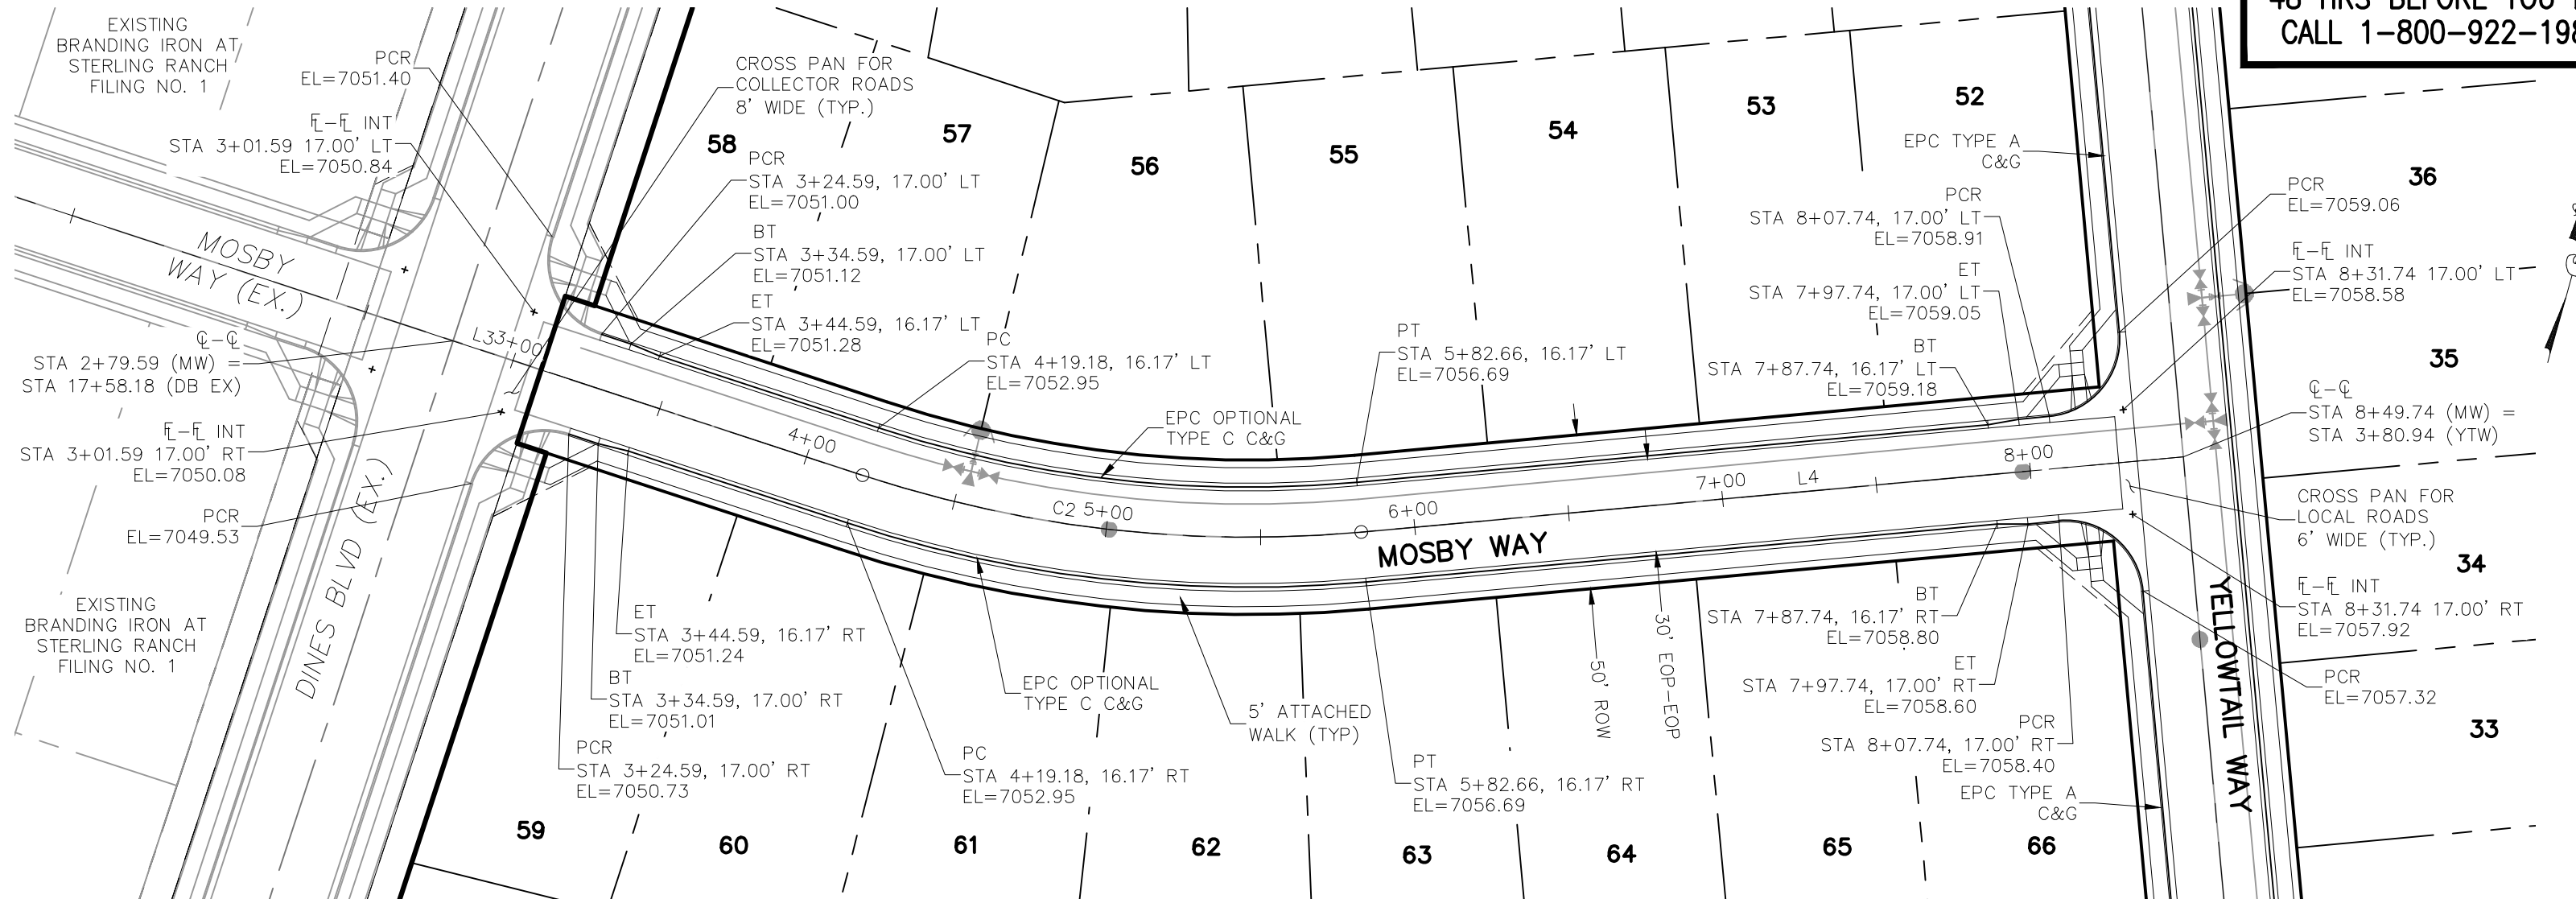 EXISTING
BRANDING IRON AT
STERLING RANCH
FILING NO. 1
PCR
EL=7051.40
FL-FL INT
STA 3+01.59 17.00' LT
EL=7050.84
MOSBY
WAY (EX.)
CL-CL
STA 2+79.59 (MW) =
STA 17+58.18 (DB EX)
FL-FL INT
STA 3+01.59 17.00' RT
EL=7050.08
PCR
EL=7049.53
EXISTING
BRANDING IRON AT
STERLING RANCH
FILING NO. 1
DINES BLVD (EX.)
L33+00
CROSS PAN FOR
COLLECTOR ROADS
8' WIDE (TYP.)
58
57
56
55
54
53
52
PCR
STA 3+24.59, 17.00' LT
EL=7051.00
BT
STA 3+34.59, 17.00' LT
EL=7051.12
ET
STA 3+44.59, 16.17' LT
EL=7051.28
PC
STA 4+19.18, 16.17' LT
EL=7052.95
PT
STA 5+82.66, 16.17' LT
EL=7056.69
EPC OPTIONAL
TYPE C C&G
4+00
C2 5+00
6+00
7+00
L4
8+00
MOSBY WAY
EPC TYPE A
C&G
PCR
STA 8+07.74, 17.00' LT
EL=7058.91
ET
STA 7+97.74, 17.00' LT
EL=7059.05
BT
STA 7+87.74, 16.17' LT
EL=7059.18
ET
STA 3+44.59, 16.17' RT
EL=7051.24
BT
STA 3+34.59, 17.00' RT
EL=7051.01
PCR
STA 3+24.59, 17.00' RT
EL=7050.73
EPC OPTIONAL
TYPE C C&G
PC
STA 4+19.18, 16.17' RT
EL=7052.95
5' ATTACHED
WALK (TYP)
PT
STA 5+82.66, 16.17' RT
EL=7056.69
50' ROW
30' EOP-EOP
BT
STA 7+87.74, 16.17' RT
EL=7058.80
ET
STA 7+97.74, 17.00' RT
EL=7058.60
PCR
STA 8+07.74, 17.00' RT
EL=7058.40
EPC TYPE A
C&G
59
60
61
62
63
64
65
66
YELLOWTAIL WAY
48 HRS BEFORE YOU
CALL 1-800-922-198
36
PCR
EL=7059.06
FL-FL INT
STA 8+31.74 17.00' LT
EL=7058.58
35
CL-CL
STA 8+49.74 (MW) =
STA 3+80.94 (YTW)
CROSS PAN FOR
LOCAL ROADS
6' WIDE (TYP.)
34
FL-FL INT
STA 8+31.74 17.00' RT
EL=7057.92
PCR
EL=7057.32
33